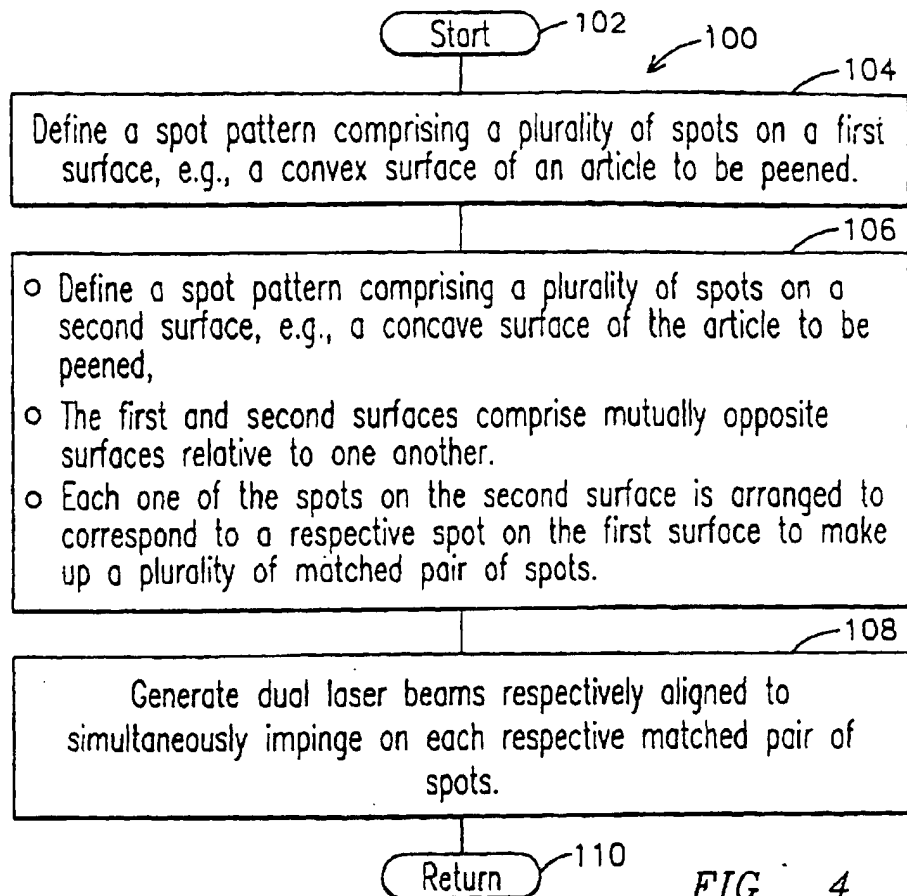 Start
102
100
104
Define a spot pattern comprising a plurality of spots on a first
surface, e.g., a convex surface of an article to be peened.
106
o Define a spot pattern comprising a plurality of spots on a
second surface, e.g., a concave surface of the article to be
peened,
o The first and second surfaces comprise mutually opposite
surfaces relative to one another.
o Each one of the spots on the second surface is arranged to
correspond to a respective spot on the first surface to make
up a plurality of matched pair of spots.
108
Generate dual laser beams respectively aligned to
simultaneously impinge on each respective matched pair of
spots.
Return
110
FIG. 4